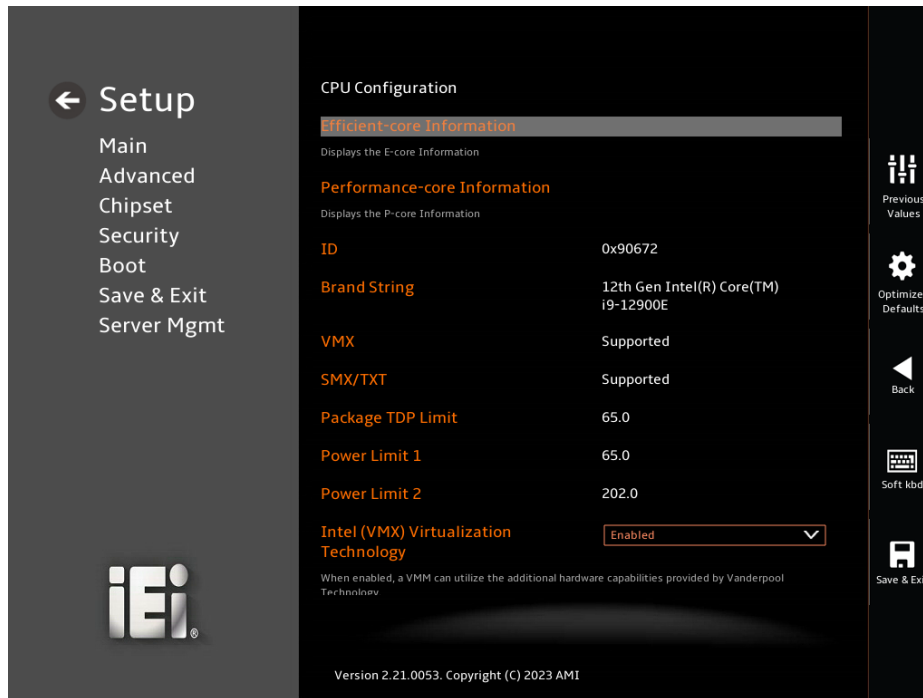 Setup
Main
Advanced
Chipset
Security
Boot
Save & Exit
Server Mgmt
iEi®
CPU Configuration
Efficient-core Information
Displays the E-core Information
Performance-core Information
Displays the P-core Information
ID 0x90672
Brand String 12th Gen Intel(R) Core(TM)
i9-12900E
VMX Supported
SMX/TXT Supported
Package TDP Limit 65.0
Power Limit 1 65.0
Power Limit 2 202.0
Intel (VMX) Virtualization Enabled
Technology
When enabled, a VMM can utilize the additional hardware capabilities provided by Vanderpool
Technology
Version 2.21.0053. Copyright (C) 2023 AMI
Previous
Values
Optimize
Defaults
Back
Soft kbd
Save & Exi